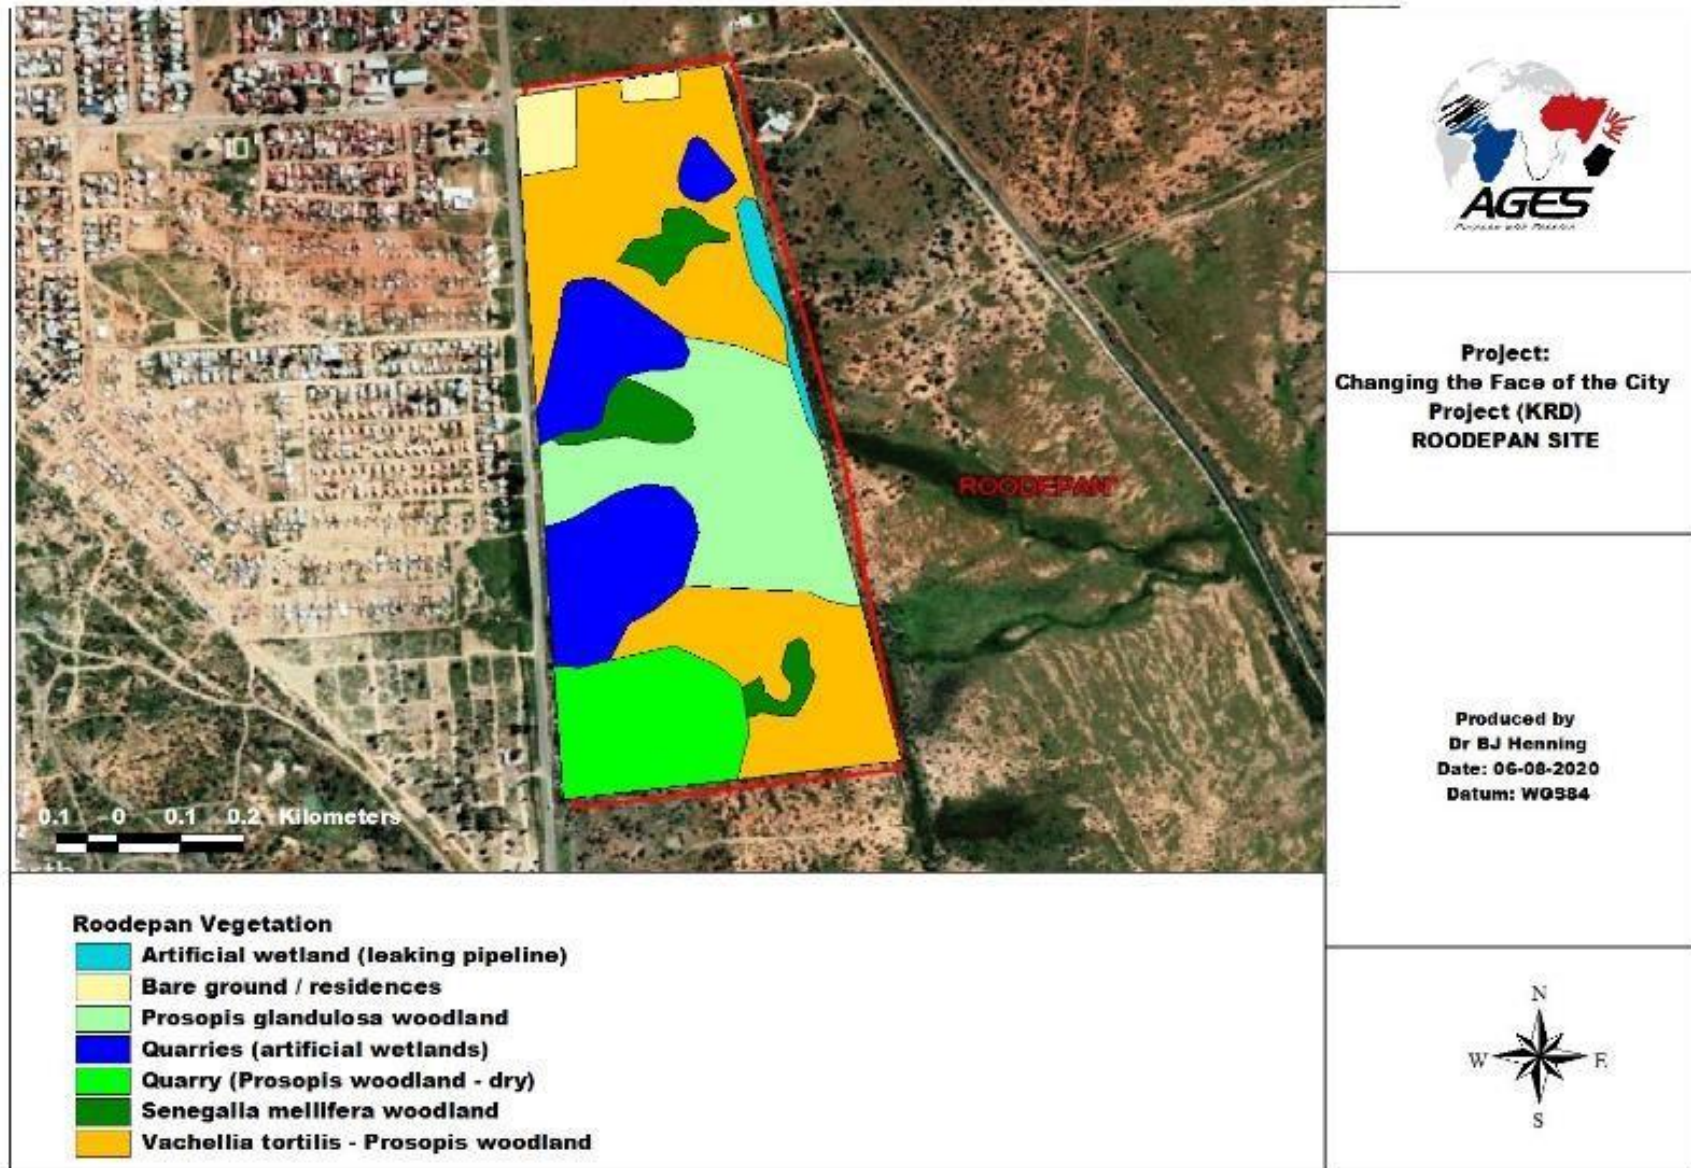 AGES
Project:
Changing the Face of the City
Project (KRD)
ROODEPAN SITE
ROODEPAN
Produced by
Dr BJ Henning
Date: 06-08-2020
Datum: WGS84
0.1 0 0.1 0.2 Kilometers
Roodepan Vegetation
Artificial wetland (leaking pipeline)
Bare ground / residences
Prosopis glandulosa woodland
Quarries (artificial wetlands)
Quarry (Prosopis woodland - dry)
Senegalia mellifera woodland
Vachellia tortilis - Prosopis woodland
N
W E
S